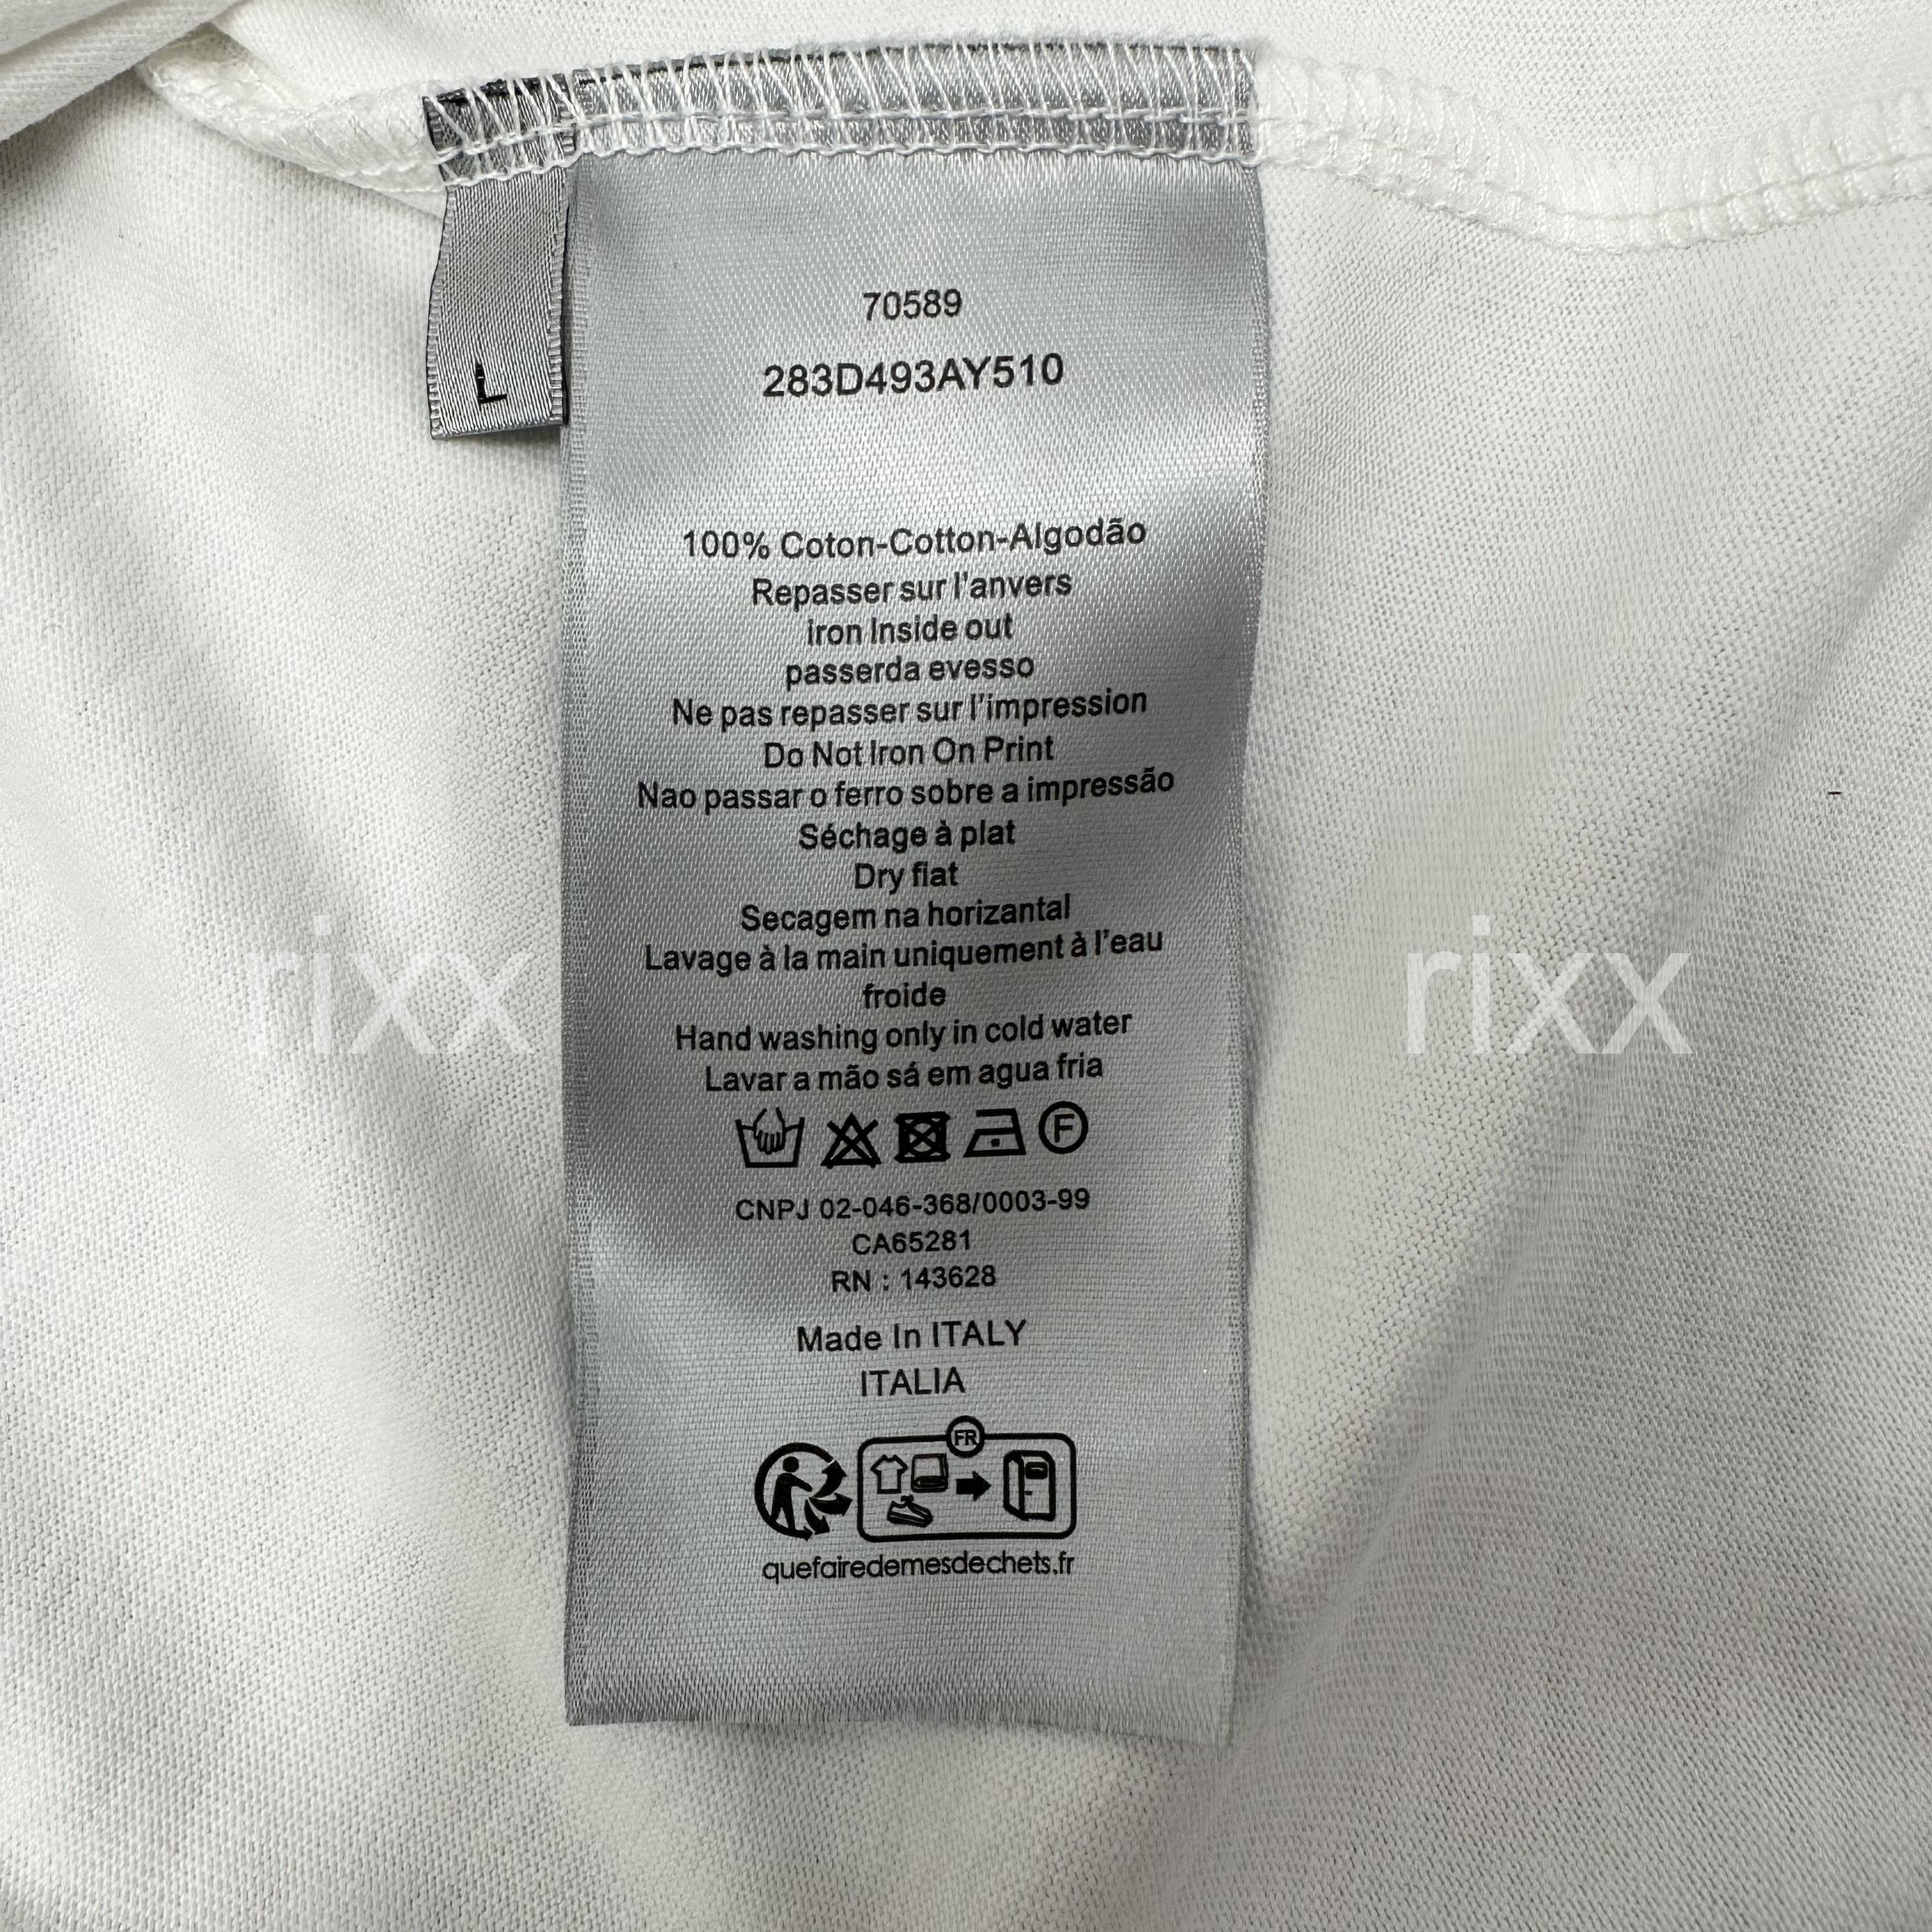 L
70589
283D493AY510
100% Coton-Cotton-Algodão
Repasser sur l'anvers
iron Inside out
passerda evesso
Ne pas repasser sur l'impression
Do Not Iron On Print
Nao passar o ferro sobre a impressão
Séchage à plat
Dry fiat
Secagem na horizantal
Lavage à la main uniquement à l'eau
froide
Hand washing only in cold water
Lavar a mão sá em agua fria
F
CNPJ 02-046-368/0003-99
CA65281
RN : 143628
Made In ITALY
ITALIA
FR
quefairedemesdechets.fr
rixx
rixx